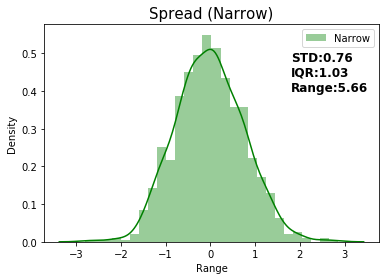 Spread (Narrow)
Narrow
STD:0.76
IQR:1.03
Range:5.66
Density
0.5
0.4
0.3
0.2
0.1
0.0
−3 −2 −1 0 1 2 3
Range